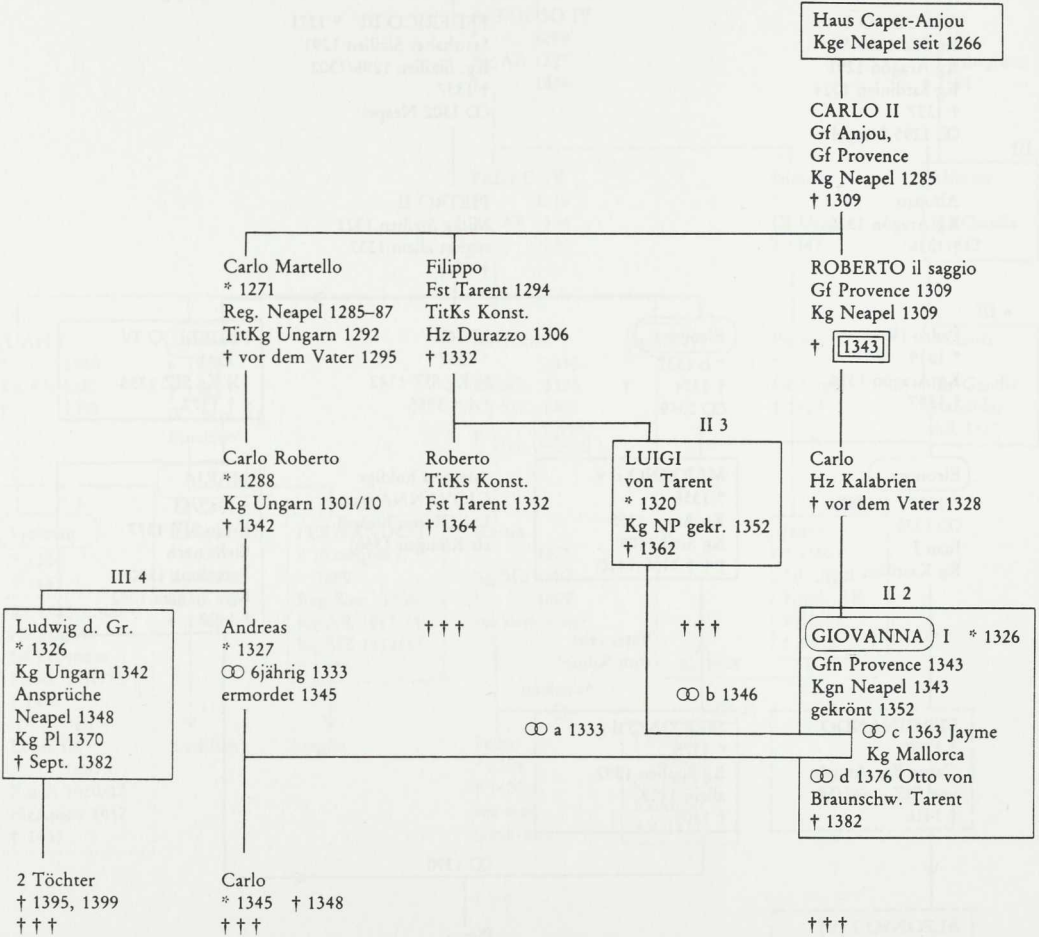 Haus Capet-Anjou
Kge Neapel seit 1266
CARLO II
Gf Anjou,
Gf Provence
Kg Neapel 1285
† 1309
Carlo Martello
* 1271
Reg. Neapel 1285–87
TitKg Ungarn 1292
† vor dem Vater 1295
Filippo
Fst Tarent 1294
TitKs Konst.
Hz Durazzo 1306
† 1332
ROBERTO il saggio
Gf Provence 1309
Kg Neapel 1309
† 1343
Carlo Roberto
* 1288
Kg Ungarn 1301/10
† 1342
Roberto
TitKs Konst.
Fst Tarent 1332
† 1364
II 3
LUIGI
von Tarent
* 1320
Kg NP gekr. 1352
† 1362
Carlo
Hz Kalabrien
† vor dem Vater 1328
III 4
Ludwig d. Gr.
* 1326
Kg Ungarn 1342
Ansprüche
Neapel 1348
Kg Pl 1370
† Sept. 1382
Andreas
* 1327
⚭ 6jährig 1333
ermordet 1345
† † †
† † †
II 2
GIOVANNA I * 1326
Gfn Provence 1343
Kgn Neapel 1343
gekrönt 1352
⚭ c 1363 Jayme
Kg Mallorca
⚭ d 1376 Otto von
Braunschw. Tarent
† 1382
⚭ b 1346
⚭ a 1333
2 Töchter
† 1395, 1399
† † †
Carlo
* 1345 † 1348
† † †
† † †